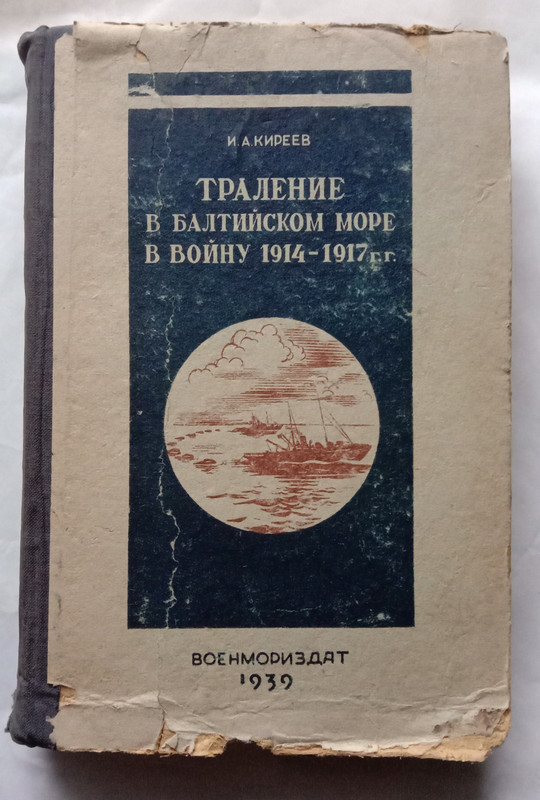 И. А. КИРЕЕВ
ТРАЛЕНИЕ
В БАЛТИЙСКОМ МОРЕ
В ВОЙНУ 1914-1917 г.г.
ВОЕНМОРИЗДАТ
1939